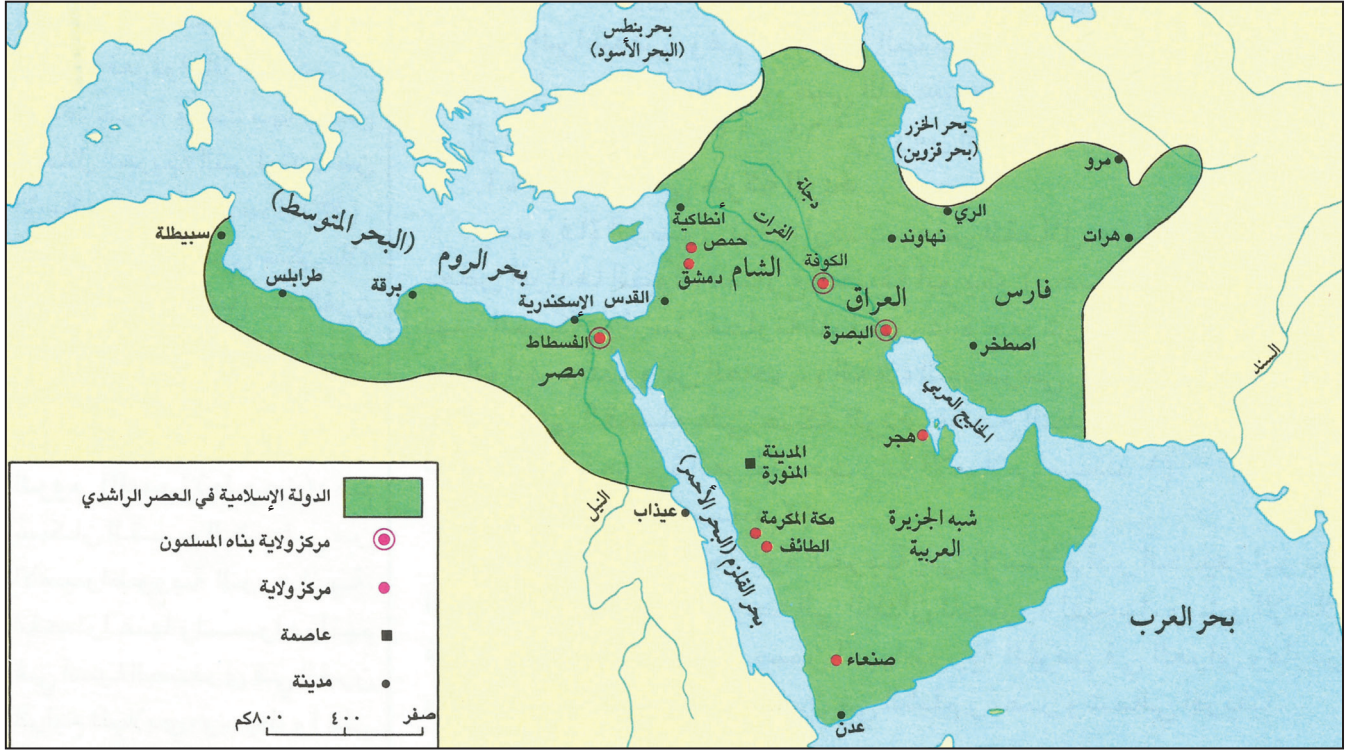 بحر بنطس
(البحر الأسود)
بحر الخزر
(بحر قزوين)
مرو
الري
نهاوند
هرات
دجلة
الفرات
أنطاكية
حمص
دمشق
الشام
الكوفة
العراق
فارس
البصرة
اصطخر
السند
(البحر المتوسط)
بحر الروم
سبيطلة
طرابلس
برقة
الإسكندرية
القدس
الفسطاط
مصر
الخليج العربي
هجر
المدينة
المنورة
بحر القلزم (البحر الأحمر)
النيل
عيذاب
مكة المكرمة
الطائف
شبه الجزيرة
العربية
بحر العرب
صنعاء
عدن
الدولة الإسلامية في العصر الراشدي
مركز ولاية بناه المسلمون
مركز ولاية
عاصمة
مدينة
صفر ٤٠٠ ٨٠٠كم